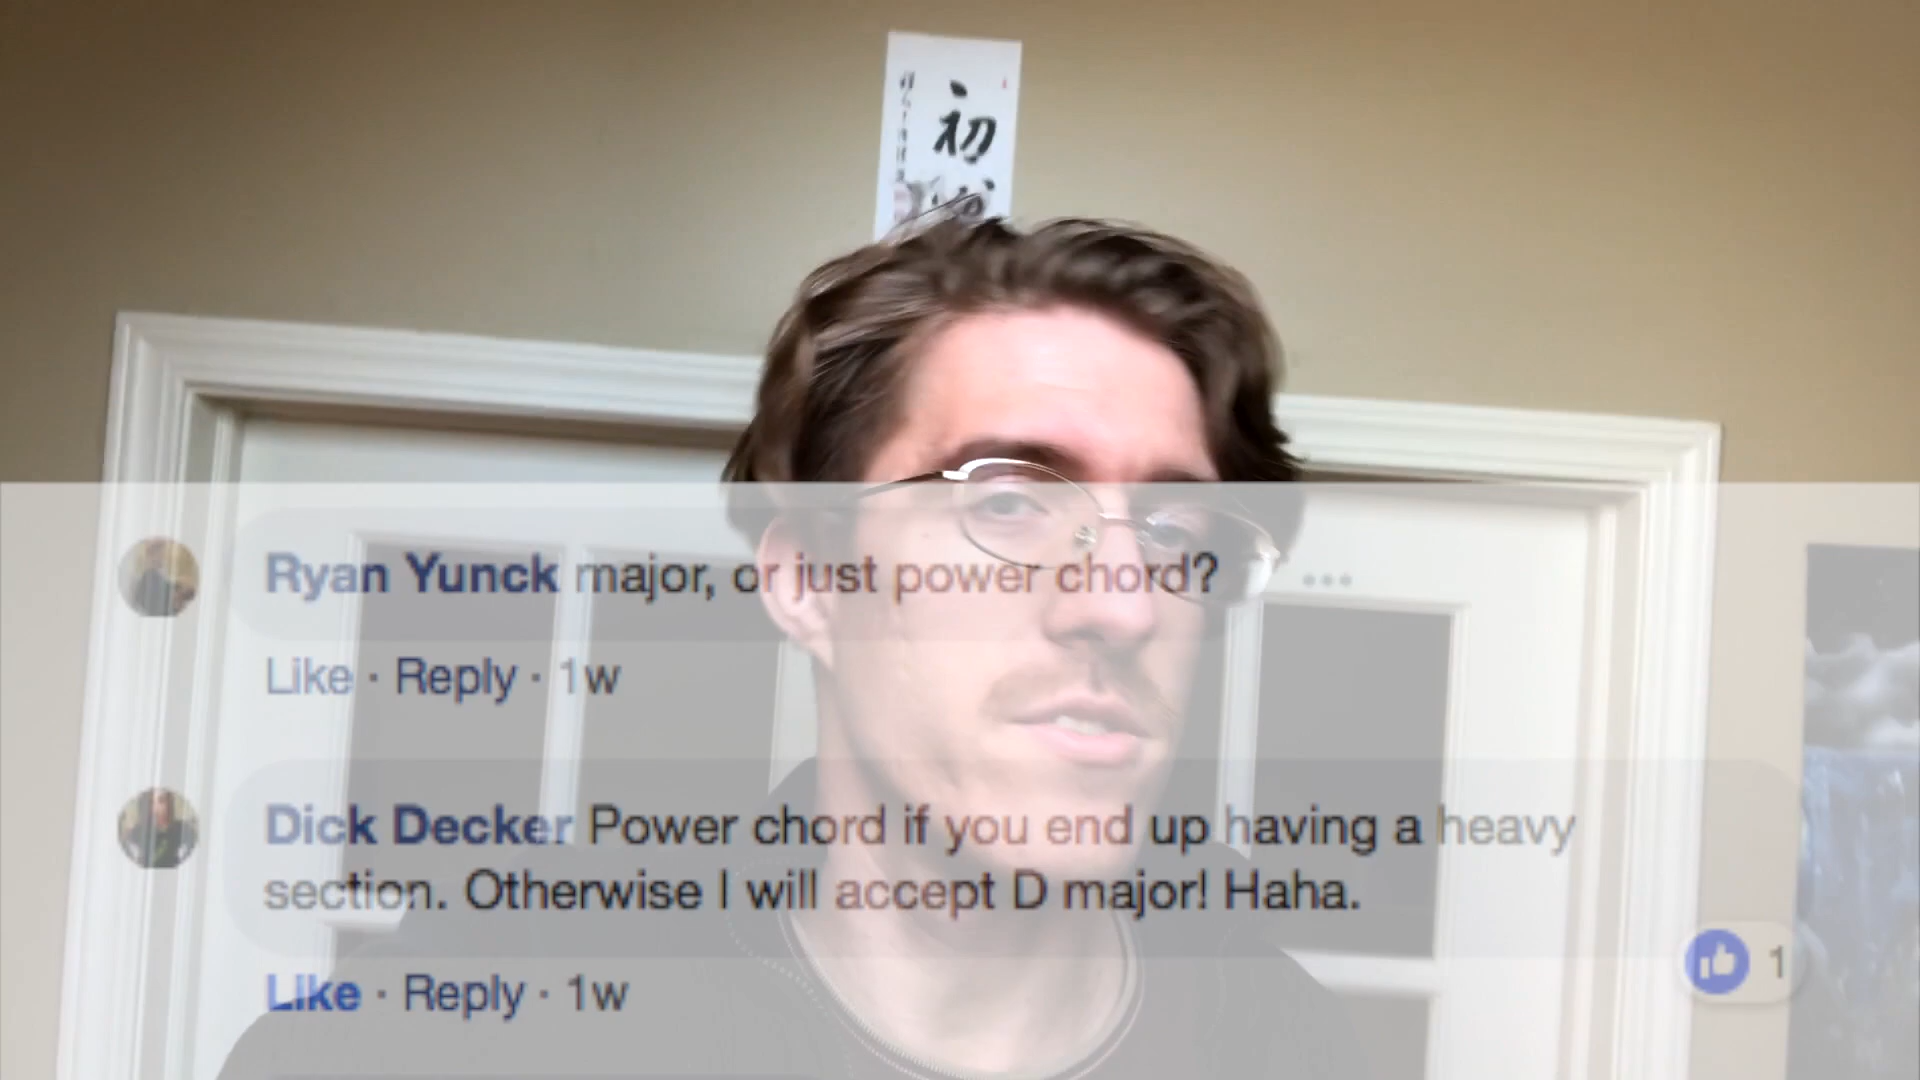 初
Ryan Yunck major, or just power chord?
Like · Reply · 1w
Dick Decker Power chord if you end up having a heavy
section. Otherwise I will accept D major! Haha.
1
Like · Reply · 1w